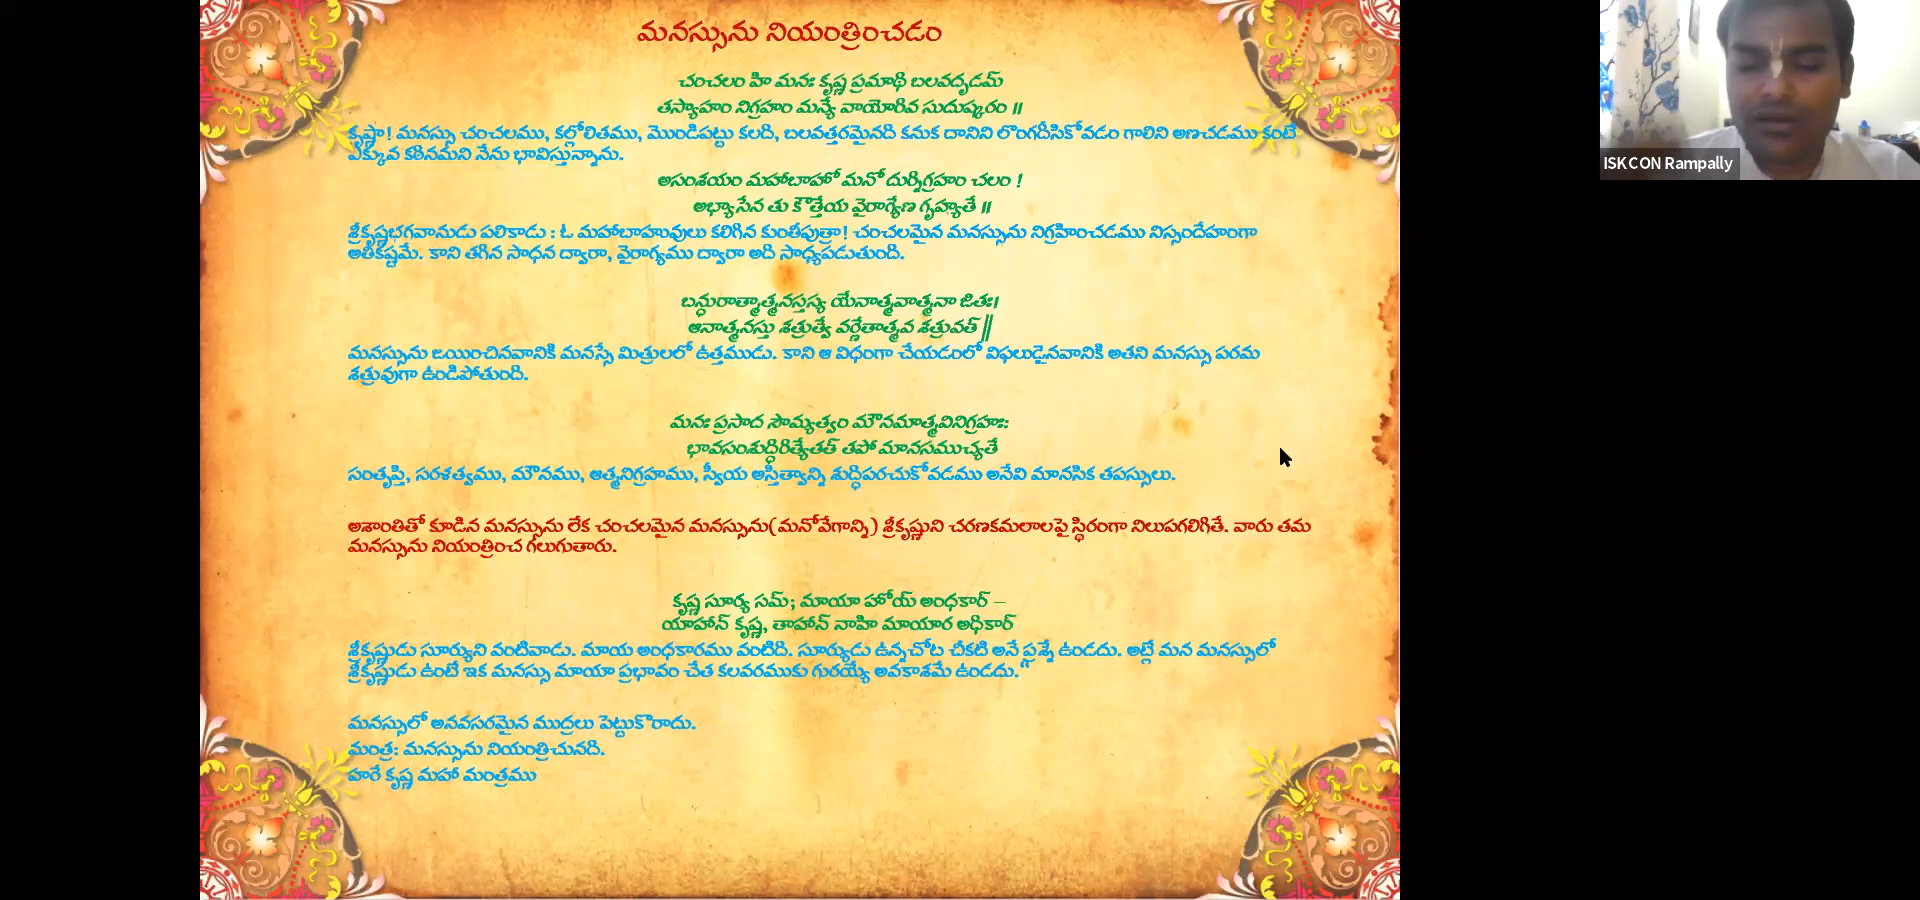 మనస్సును నియంత్రించడం
చంచలం హి మనః కృష్ణ ప్రమాథి బలవదృడమ్
తస్యాహం నిగ్రహం మన్యే వాయోరివ సుదుష్కరం ॥
కృష్ణా! మనస్సు చంచలము, కల్లోలితము, మొండిపట్టు కలది, బలవత్తరమైనది కనుక దానిని లొంగదీసికోవడం గాలిని అణచడము కంటె
ఎక్కువ కఠినమని నేను భావిస్తున్నాను.
అసంశయం మహాబాహో మనో దుర్నిగ్రహం చలం !
అభ్యాసేన తు కౌంత్తేయ వైరాగ్యేణ గృహ్యతే ॥
శ్రీకృష్ణభగవానుడు పలికాడు : ఓ మహాబాహువులు కలిగిన కుంతీపుత్రా! చంచలమైన మనస్సును నిగ్రహించడము నిస్సందేహంగా
అతికష్టమే. కాని తగిన సాధన ద్వారా, వైరాగ్యము ద్వారా అది సాధ్యపడుతుంది.
బన్ధురాత్మాత్మనస్తస్య యేనాత్మవాత్మనా జితః।
అనాత్మనస్తు శత్రుత్వే వర్తేతాత్మవ శత్రువత్ ||
మనస్సును జయించినవానికి మనస్సే మిత్రులలో ఉత్తముడు. కాని ఆ విధంగా చేయడంలో విఫలుడైనవానికి అతని మనస్సు పరమ
శత్రువుగా ఉండిపోతుంది.
మనః ప్రసాద సౌమ్యత్వం మౌనమాత్మవినిగ్రహః:
భావసంశుద్ధిరిత్యేతత్ తపో మానసముచ్యతే
సంతృప్తి, సరళత్వము, మౌనము, ఆత్మనిగ్రహము, స్వీయ అస్తిత్వాన్ని శుద్ధిపరచుకోవడము అనేవి మానసిక తపస్సులు.
అశాంతితో కూడిన మనస్సును లేక చంచలమైన మనస్సును(మనోవేగాన్ని) శ్రీకృష్ణుని చరణకమలాలపై స్థిరంగా నిలుపగలిగితే. వారు తమ
మనస్సును నియంత్రించ గలుగుతారు.
కృష్ణ సూర్య సమ్; మాయా హోయ్ అంధకార్ –
యాహాన్ కృష్ణ, తాహాన్ నాహి మాయార అధికార్
శ్రీకృష్ణుడు సూర్యుని వంటివాడు. మాయ అంధకారము వంటిది. సూర్యుడు ఉన్నచోట చీకటి అనే ప్రశ్నే ఉండదు. అట్లే మన మనస్సులో
శ్రీకృష్ణుడు ఉంటే ఇక మనస్సు మాయా ప్రభావం చేత కలవరముకు గురయ్యే అవకాశమే ఉండదు."
మనస్సులో అనవసరమైన ముద్రలు పెట్టుకొరాదు.
మంత్ర: మనస్సును నియంత్రిచునది.
హరే కృష్ణ మహా మంత్రము
ISKCON Rampally